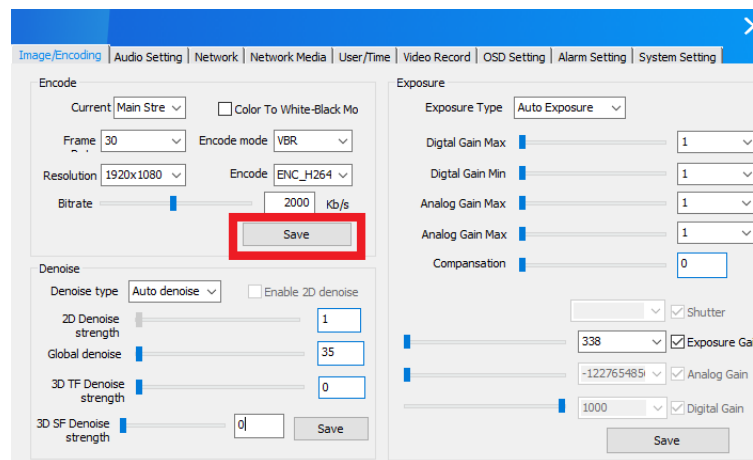 Image/Encoding Audio Setting Network Network Media User/Time Video Record OSD Setting Alarm Setting System Setting
Encode
Current Main Stre Color To White-Black Mo
Frame 30 Encode mode VBR
Resolution 1920x1080 Encode ENC_H264
Bitrate 2000 Kb/s
Save
Denoise
Denoise type Auto denoise Enable 2D denoise
2D Denoise strength 1
Global denoise 35
3D TF Denoise strength 0
3D SF Denoise strength 0 Save
Exposure
Exposure Type Auto Exposure
Digtal Gain Max 1
Digtal Gain Min 1
Analog Gain Max 1
Analog Gain Max 1
Compansation 0
Shutter
338 Exposure Gai
-1227654850 Analog Gain
1000 Digital Gain
Save